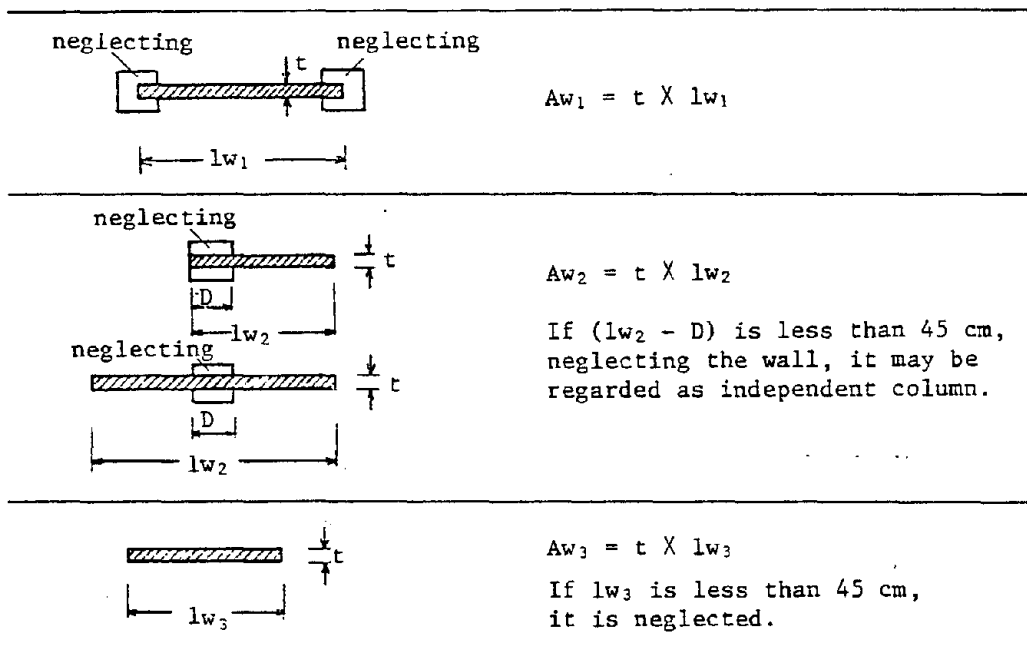 neglecting neglecting
t
Aw₁ = t X lw₁
lw₁
neglecting
t
Aw₂ = t X lw₂
D
lw₂
If (lw₂ - D) is less than 45 cm,
neglecting the wall, it may be
regarded as independent column.
neglecting
t
D
lw₂
t
Aw₃ = t X lw₃
If lw₃ is less than 45 cm,
it is neglected.
lw₃